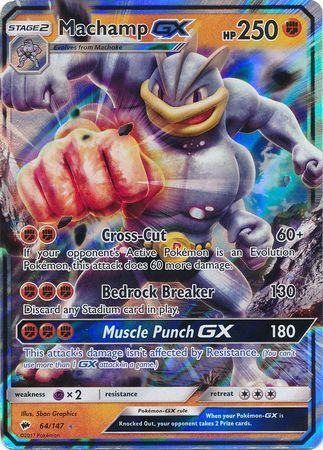 STAGE2 Machamp GX HP 250
Evolves from Machoke
Cross-Cut 60+
If your opponent's Active Pokémon is an Evolution
Pokémon, this attack does 60 more damage.
Bedrock Breaker 130
Discard any Stadium card in play.
Muscle Punch GX 180
This attack's damage isn't affected by Resistance. (You can't
use more than 1 GX attack in a game.)
weakness ×2 resistance retreat
Illus. 5ban Graphics
Pokémon-GX rule
64/147
When your Pokémon-GX is
Knocked Out, your opponent takes 2 Prize cards.
©2017 Pokémon